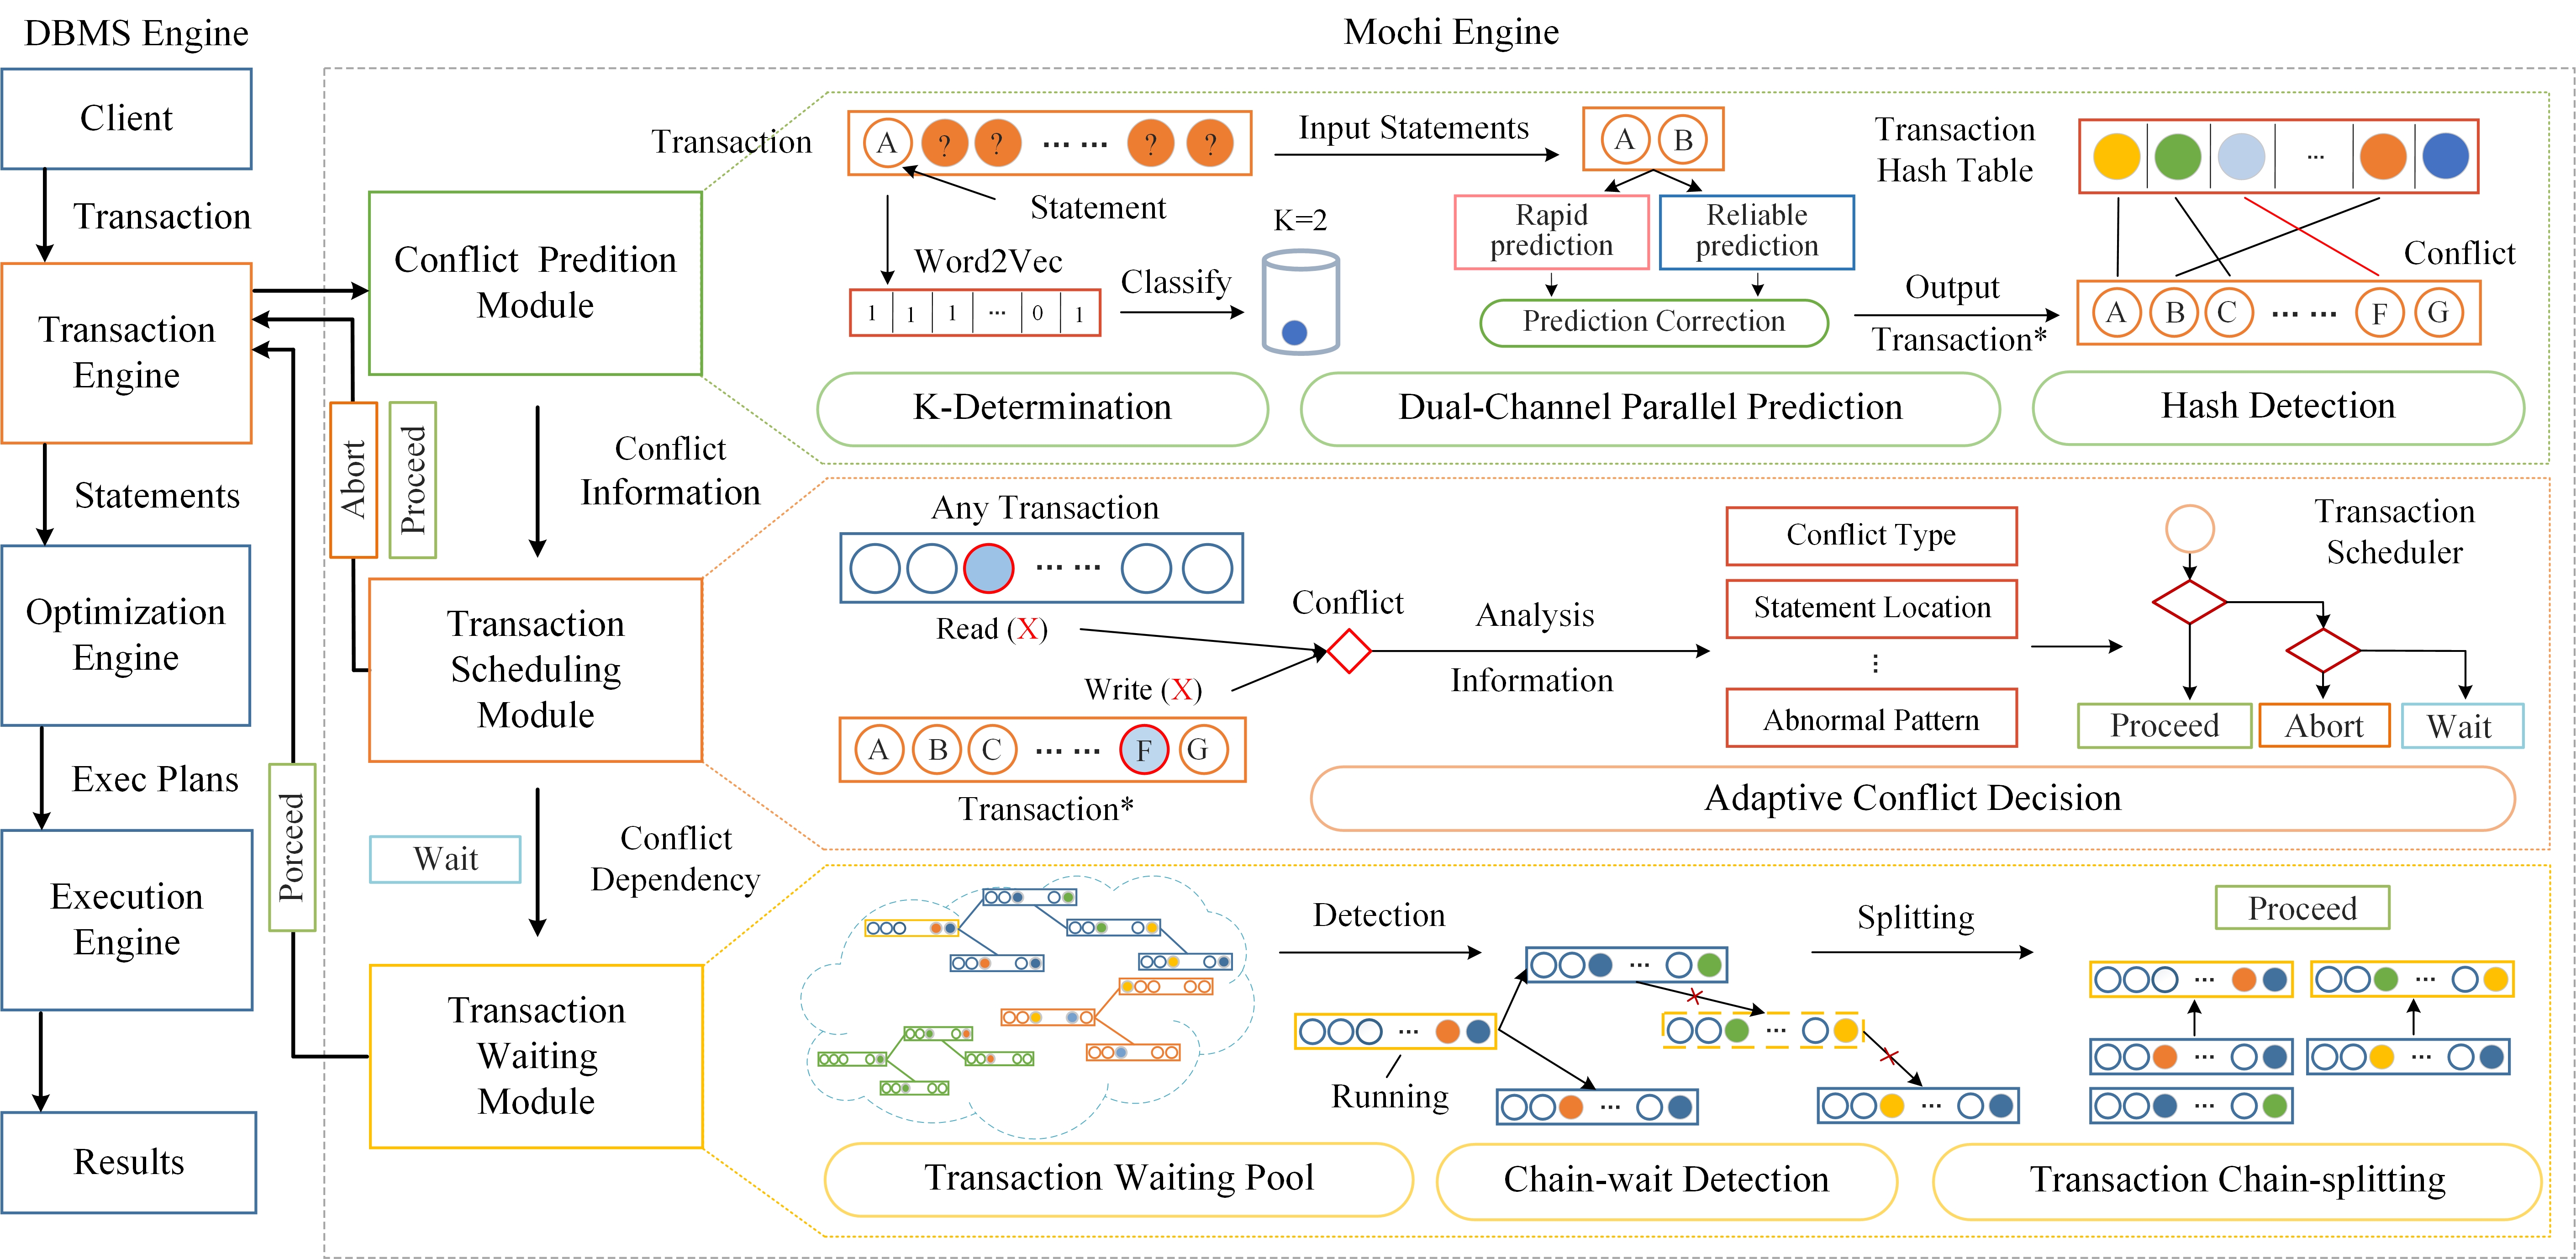 DBMS Engine
Mochi Engine
Client
Transaction
Transaction
Engine
Statements
Optimization
Engine
Exec Plans
Execution
Engine
Results
Abort
Proceed
Porceed
Conflict Predition
Module
Conflict
Information
Transaction
Scheduling
Module
Wait
Conflict
Dependency
Transaction
Waiting
Module
Transaction
A ? ? ... ... ? ?
Statement
Word2Vec
1 1 1 ... 0 1
Classify
K=2
K-Determination
Input Statements
A B
Rapid
prediction
Reliable
prediction
Prediction Correction
Dual-Channel Parallel Prediction
Output
Transaction*
Transaction
Hash Table
...
Conflict
A B C ... ... F G
Hash Detection
Any Transaction
... ...
Read (X)
Write (X)
A B C ... ... F G
Transaction*
Conflict
Analysis
Information
Conflict Type
Statement Location
⋮
Abnormal Pattern
Transaction
Scheduler
Proceed
Abort
Wait
Adaptive Conflict Decision
Transaction Waiting Pool
Detection
...
...
...
Running
...
...
Chain-wait Detection
Splitting
Proceed
... ...
... ...
...
Transaction Chain-splitting